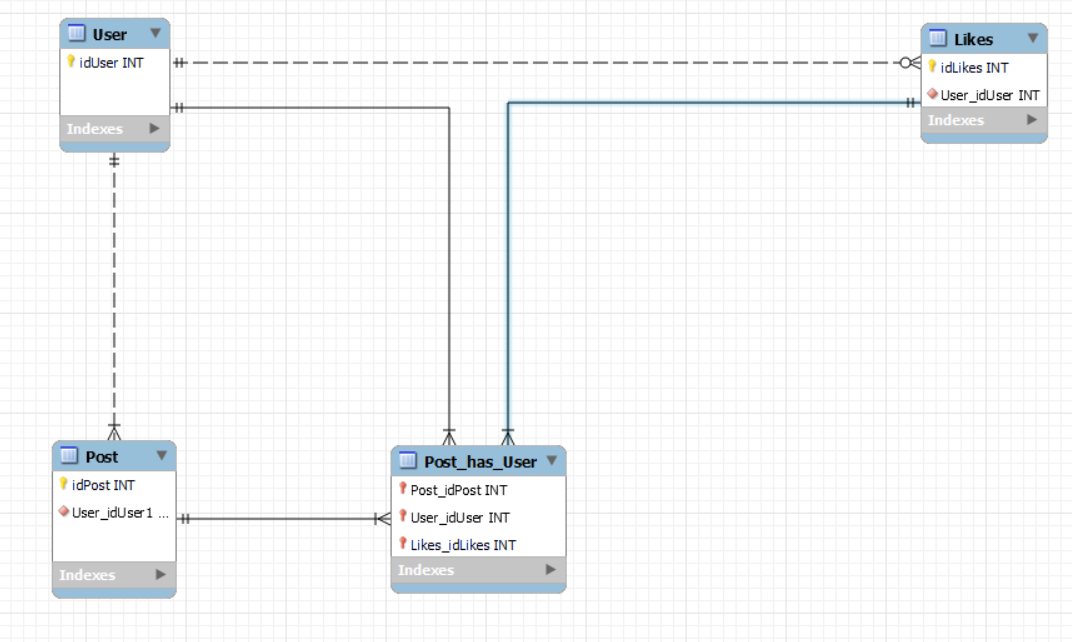 User
idUser INT
Indexes
Likes
idLikes INT
User_idUser INT
Indexes
Post
idPost INT
User_idUser1 ...
Indexes
Post_has_User
Post_idPost INT
User_idUser INT
Likes_idLikes INT
Indexes